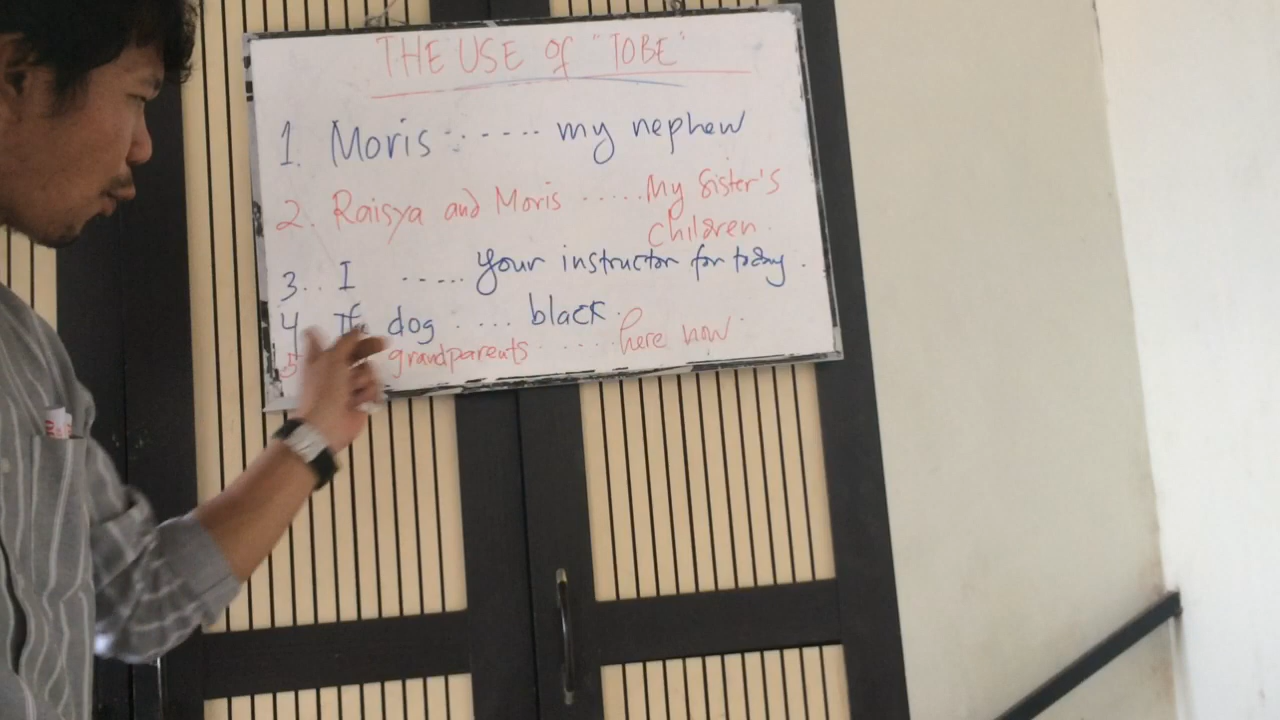 THE USE of "TOBE"
1. Moris ....... my nephew
2. Raisya and Moris ...... My Sister's
children.
3. I ...... your instructor for today.
4. dog ..... black.
5 grandparents ...... here now.